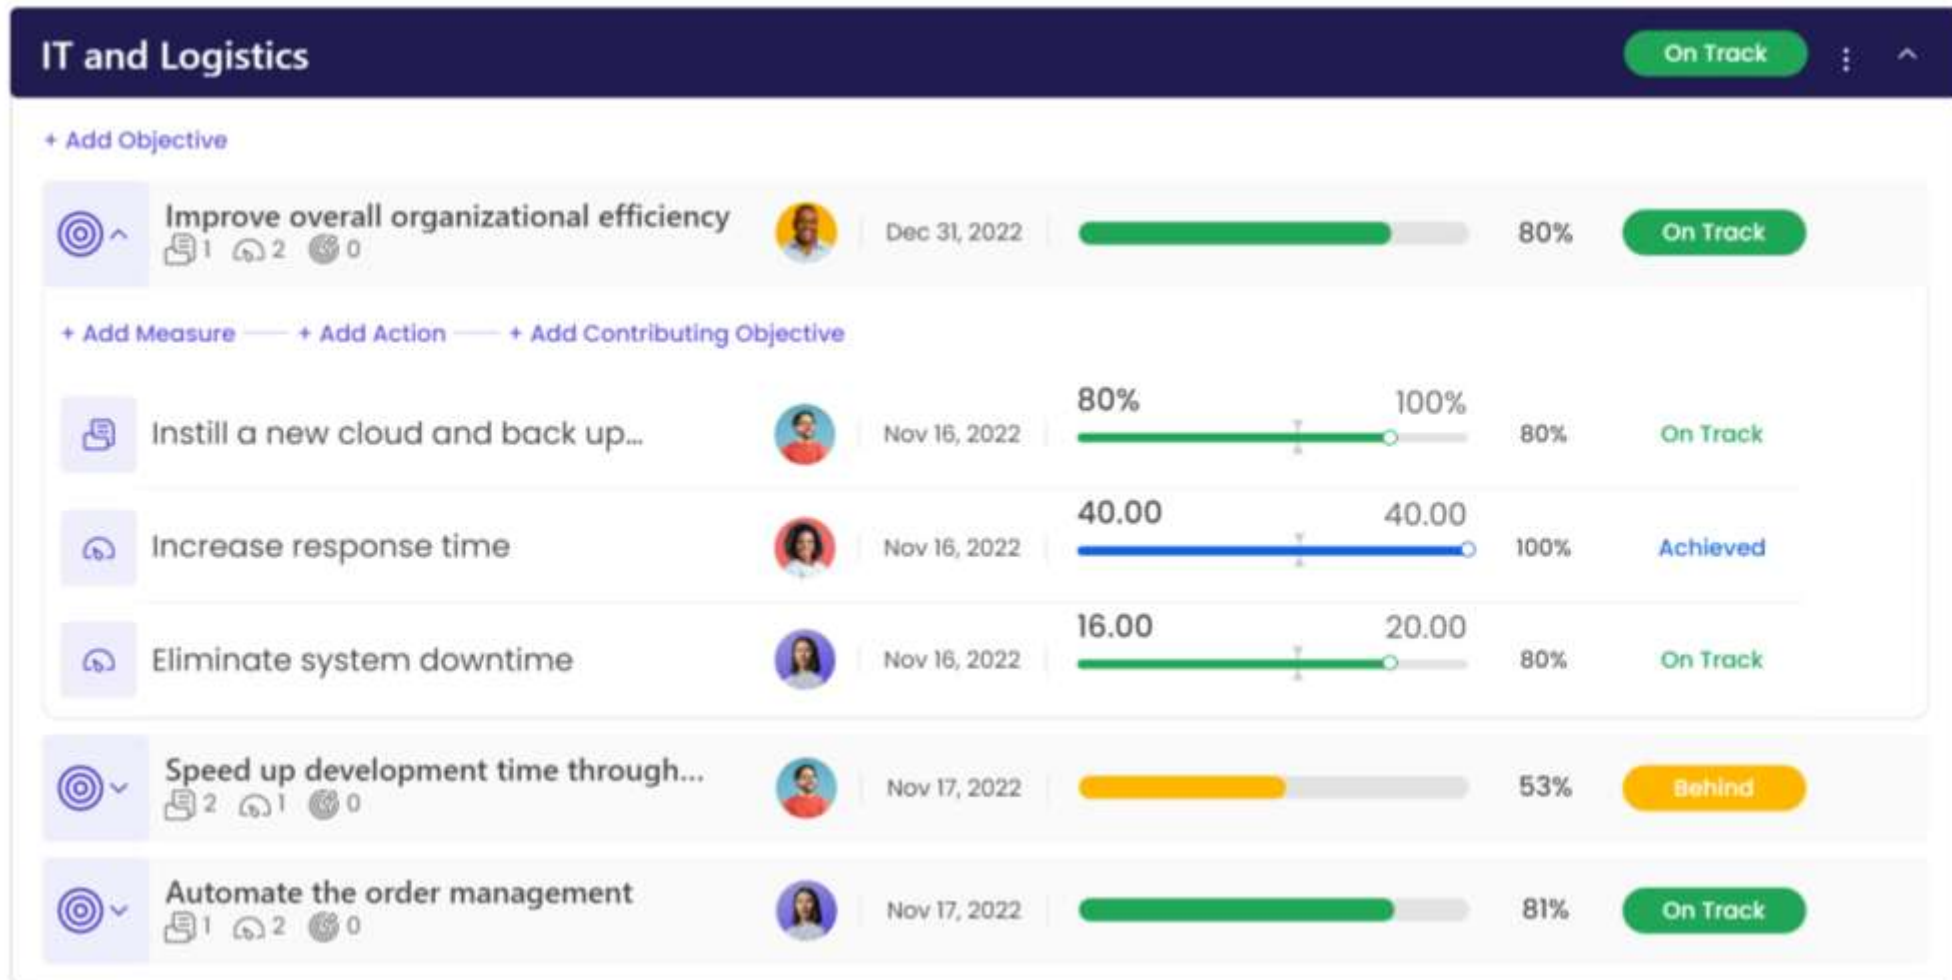 IT and Logistics On Track
+ Add Objective
Improve overall organizational efficiency Dec 31, 2022 80% On Track
1 2 0
+ Add Measure + Add Action + Add Contributing Objective
80% 100%
Instill a new cloud and back up... Nov 16, 2022 80% On Track
40.00 40.00
Increase response time Nov 16, 2022 100% Achieved
16.00 20.00
Eliminate system downtime Nov 16, 2022 80% On Track
Speed up development time through... Nov 17, 2022 53% Behind
2 1 0
Automate the order management Nov 17, 2022 81% On Track
1 2 0